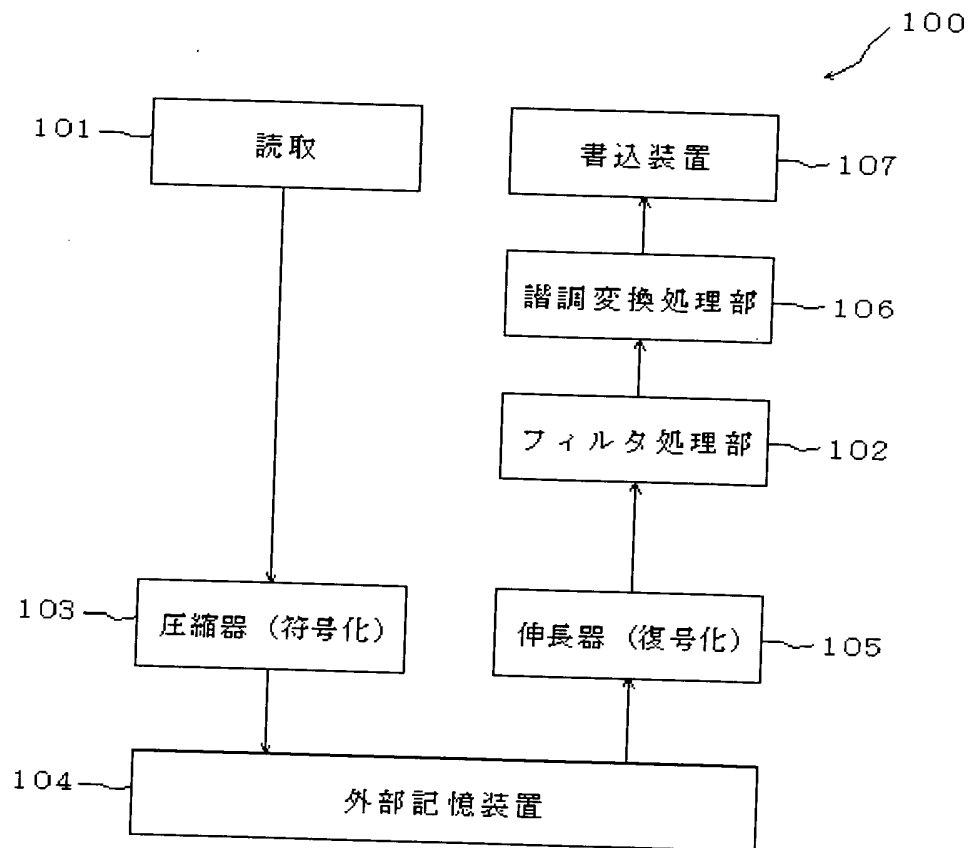 100
101
読取
書込装置
107
諧調変換処理部
106
フィルタ処理部
102
103
圧縮器（符号化）
伸長器（復号化）
105
104
外部記憶装置